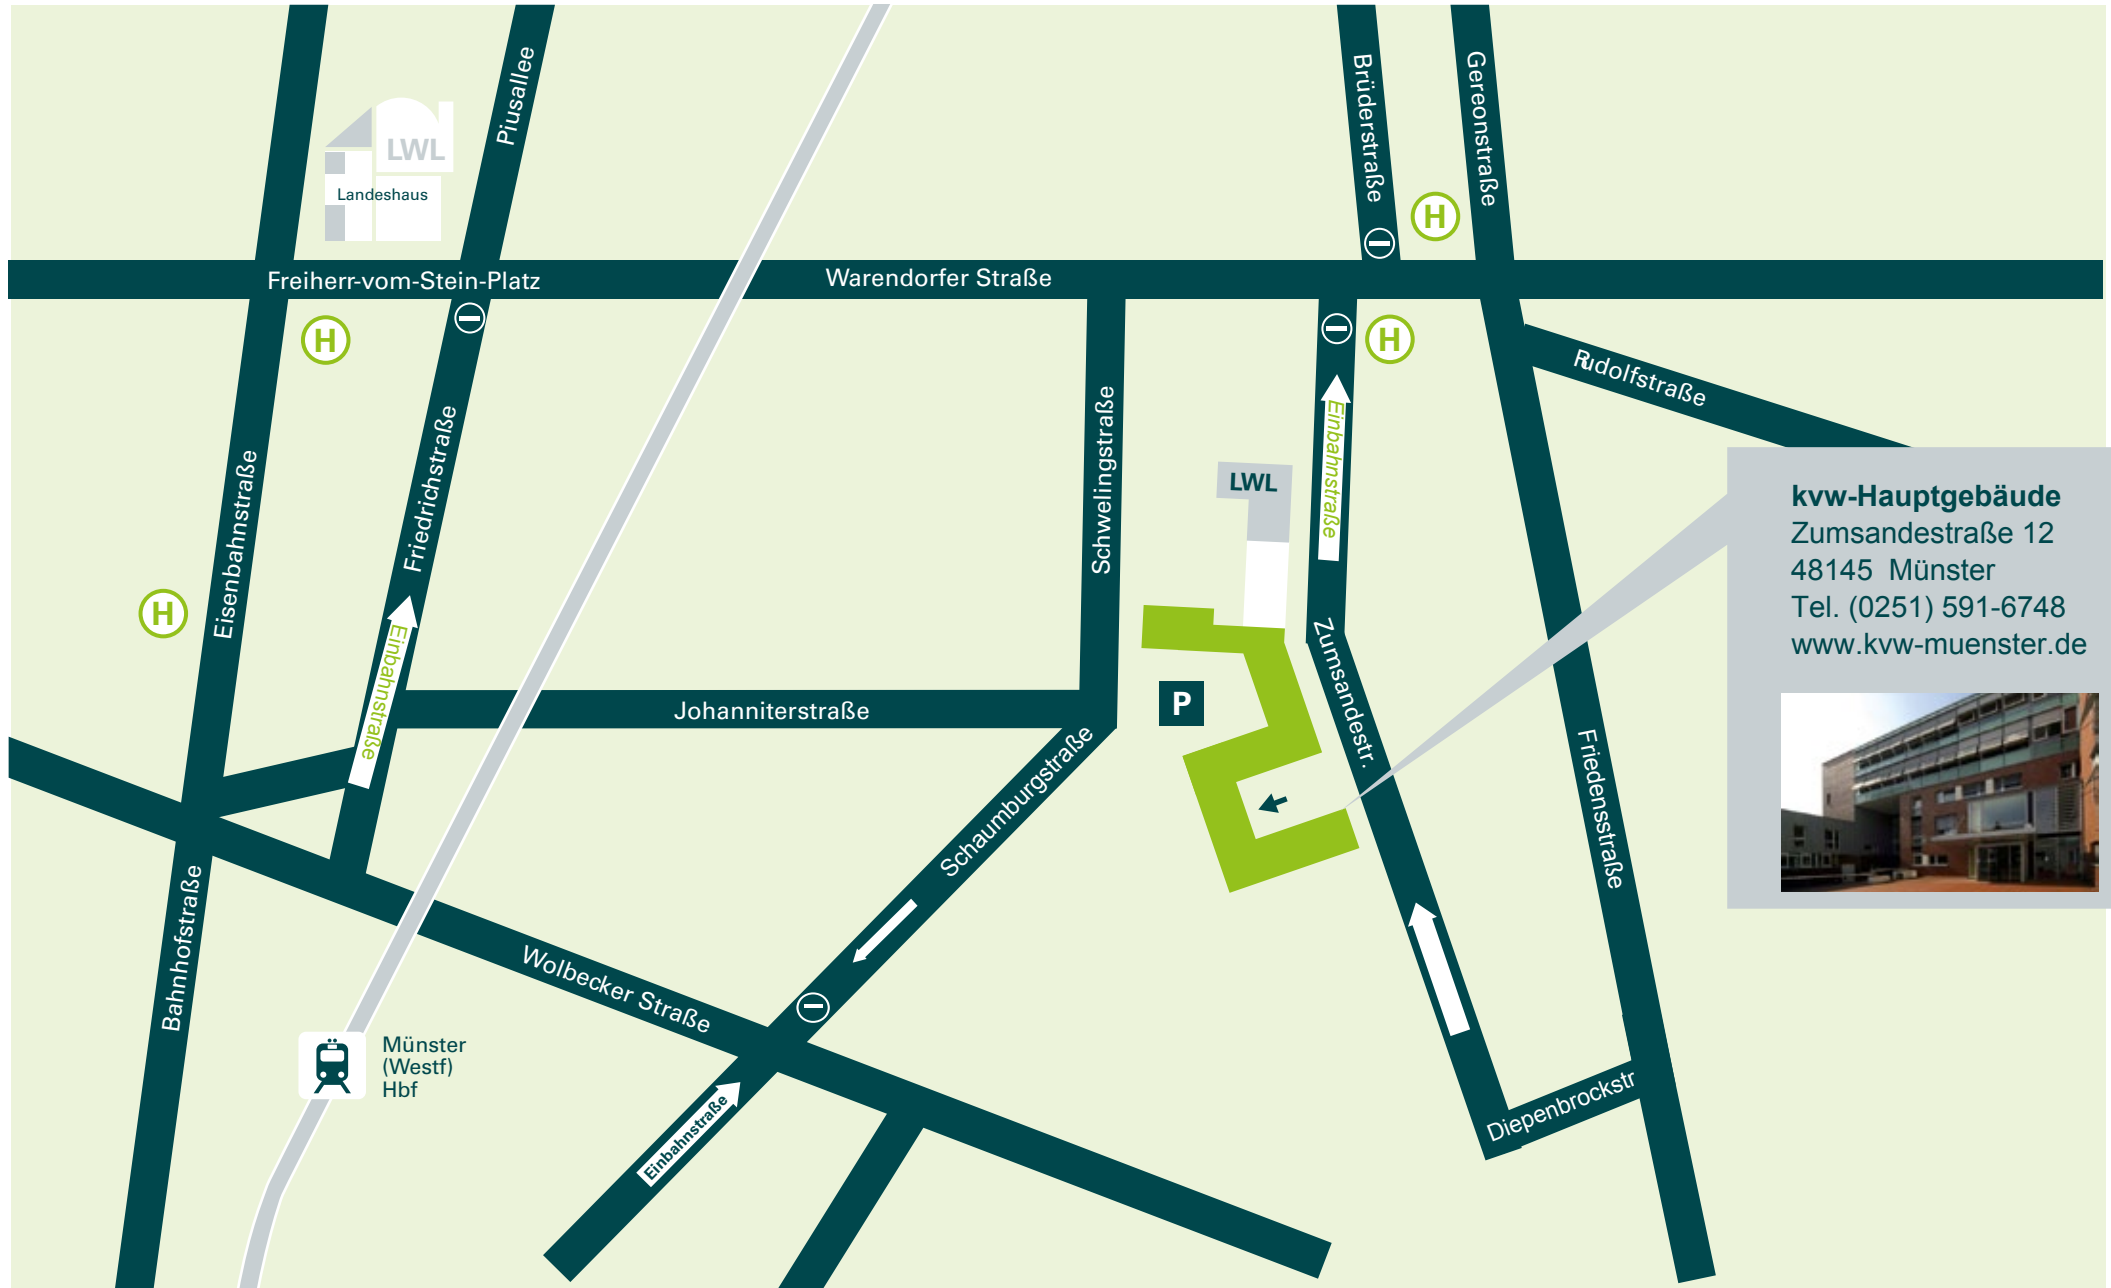 Piusallee
Brüderstraße
Gereonstraße
LWL
Landeshaus
H
Freiherr-vom-Stein-Platz
Warendorfer Straße
H
H
Rudolfstraße
Eisenbahnstraße
Friedrichstraße
Schwelingstraße
Einbahnstraße
LWL
kvw-Hauptgebäude
Zumsandestraße 12
48145 Münster
Tel. (0251) 591-6748
www.kvw-muenster.de
H
Einbahnstraße
Johanniterstraße
P
Zumsandestr.
Schaumburgstraße
Friedensstraße
Bahnhofstraße
Wolbecker Straße
Münster
(Westf)
Hbf
Einbahnstraße
Diepenbrockstr